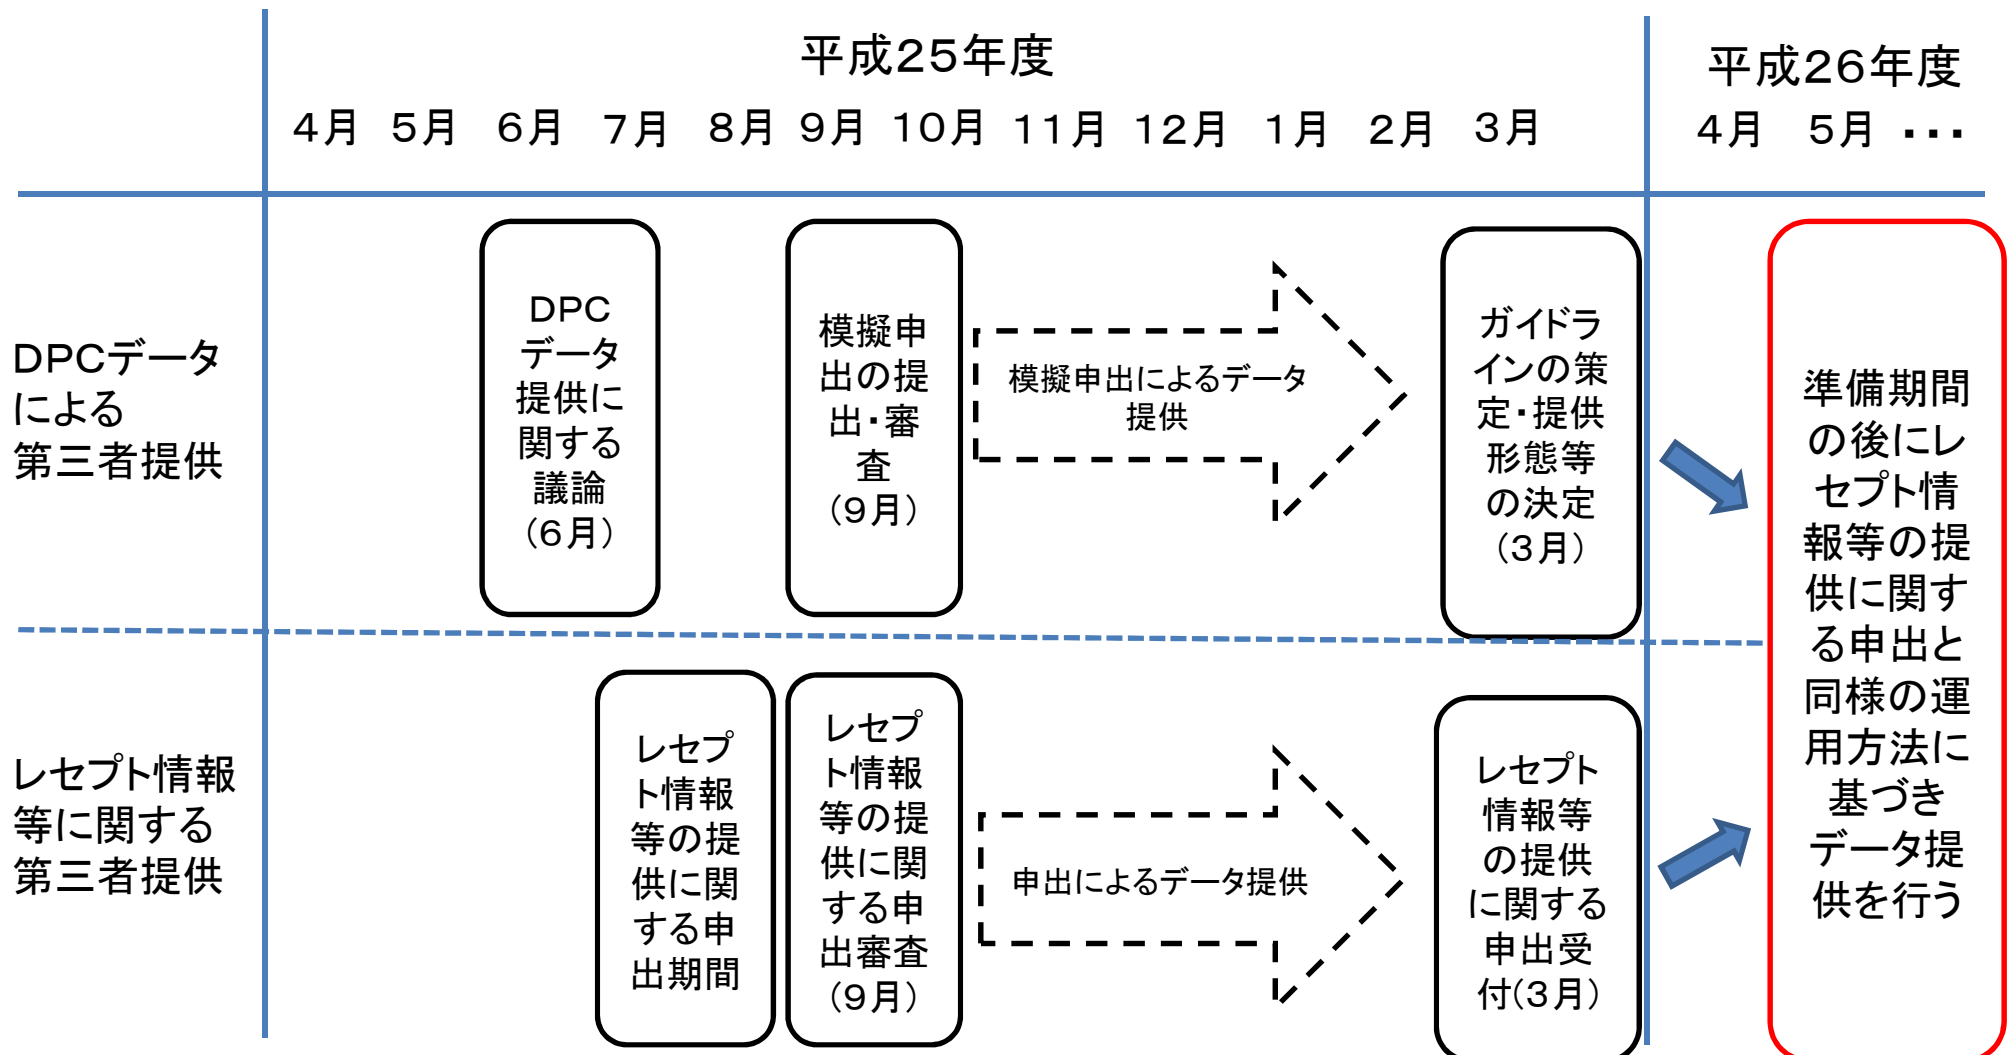 平成25年度
平成26年度
4月 5月 6月 7月 8月 9月 10月 11月 12月 1月 2月 3月
4月 5月 ・・・
DPCデータ
による
第三者提供
DPC
データ
提供に
関する
議論
(6月)
模擬申
出の提
出・審
査
(9月)
模擬申出によるデータ
提供
ガイドラ
インの策
定・提供
形態等
の決定
(3月)
準備期間
の後にレ
セプト情
報等の提
供に関す
る申出と
同様の運
用方法に
基づき
データ提
供を行う
レセプト情報
等に関する
第三者提供
レセプ
ト情報
等の提
供に関
する申
出期間
レセプ
ト情報
等の提
供に関
する申
出審査
(9月)
申出によるデータ提供
レセプト
情報等
の提供
に関する
申出受
付(3月)